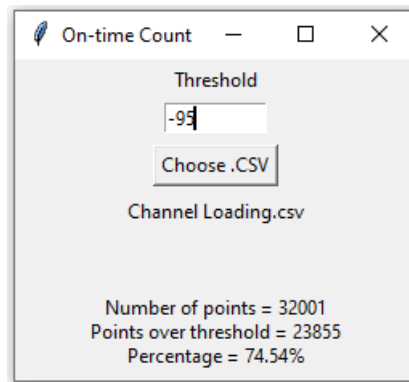 On-time Count
Threshold
-95
Choose .CSV
Channel Loading.csv
Number of points = 32001
Points over threshold = 23855
Percentage = 74.54%